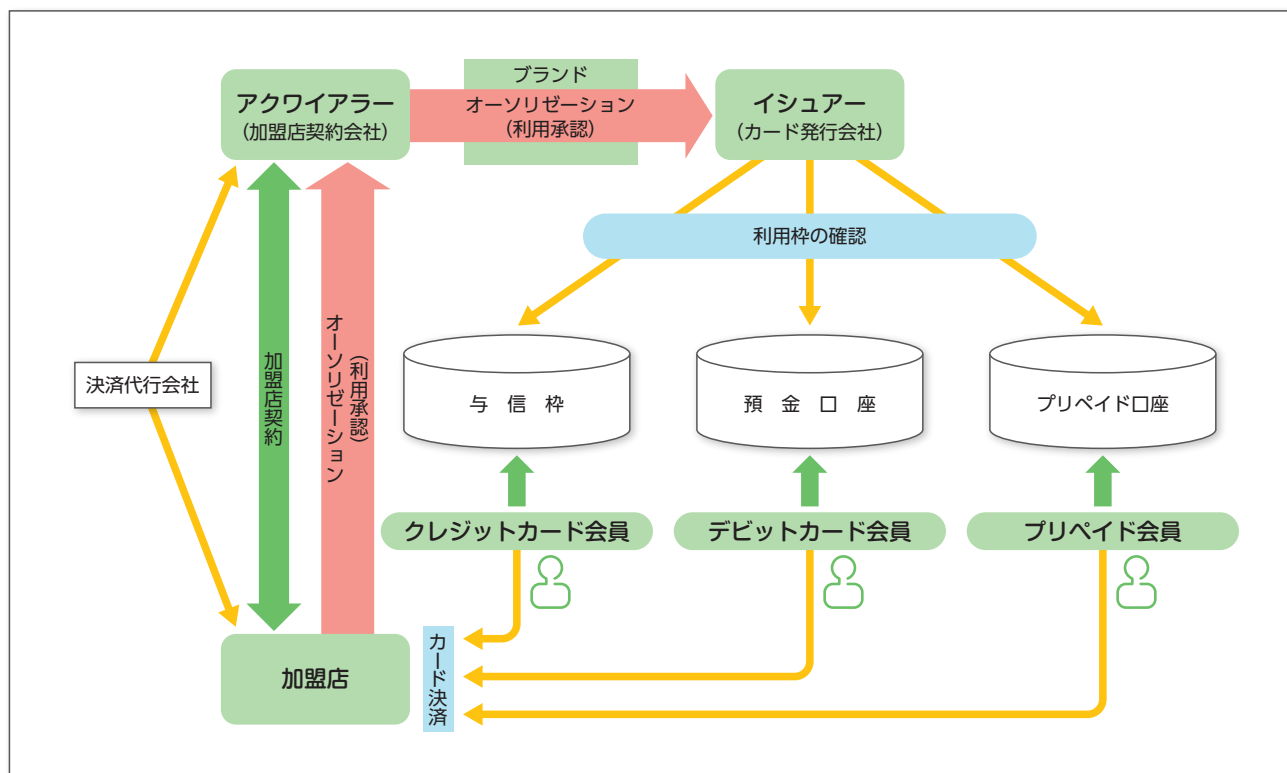 ブランド
アクワイアラー
（加盟店契約会社）
オーソリゼーション
（利用承認）
イシュアー
（カード発行会社）
利用枠の確認
決済代行会社
加盟店契約
オーソリゼーション
（利用承認）
与信枠
預金口座
プリペイド口座
クレジットカード会員
デビットカード会員
プリペイド会員
加盟店
カード決済